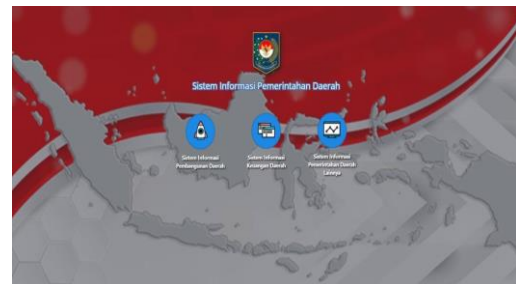 Sistem Informasi Pemerintahan Daerah
Sistem Informasi
Pembangunan Daerah
Sistem Informasi
Keuangan Daerah
Sistem Informasi
Pemerintahan Daerah
Lainnya